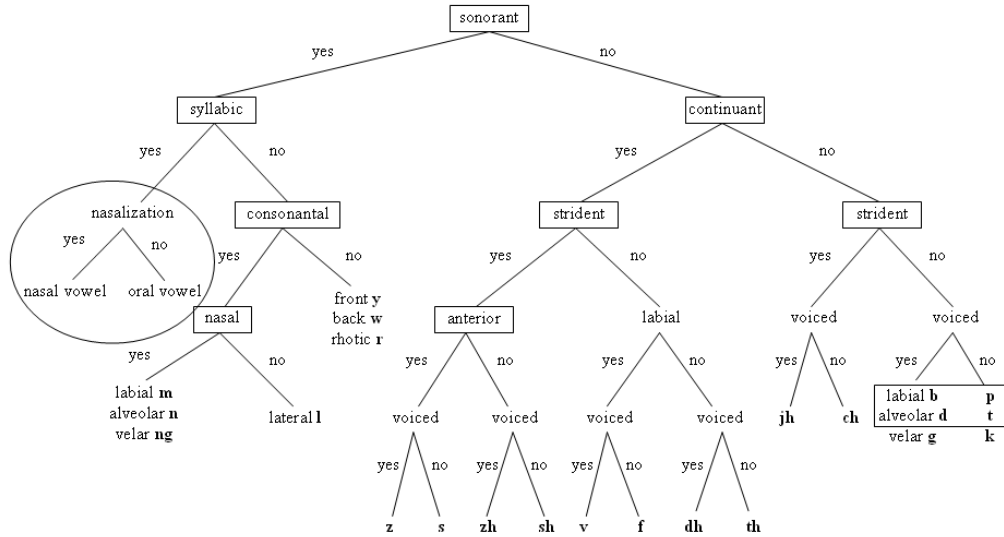 sonorant
yes no
syllabic continuant
yes no yes no
nasalization consonantal strident strident
yes no yes no yes no yes no
nasal vowel oral vowel front y
back w
rhotic r
nasal anterior labial voiced voiced
yes no yes no yes no yes no yes no
labial m
alveolar n
velar ng
lateral l
voiced voiced voiced voiced
jh ch
labial b p
alveolar d t
velar g k
yes no yes no yes no yes no
z s zh sh v f dh th